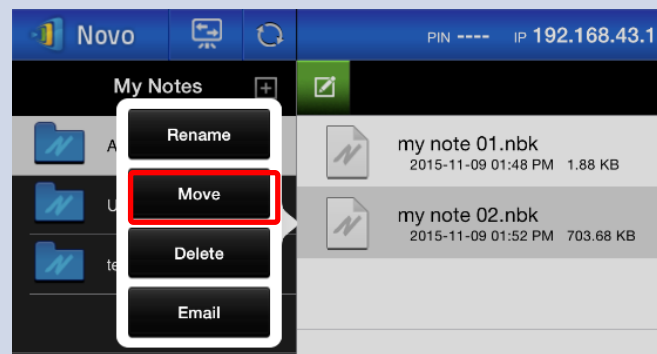 Novo
PIN ---- IP 192.168.43.1
My Notes
Rename
Move
Delete
Email
my note 01.nbk
2015-11-09 01:48 PM 1.88 KB
my note 02.nbk
2015-11-09 01:52 PM 703.68 KB